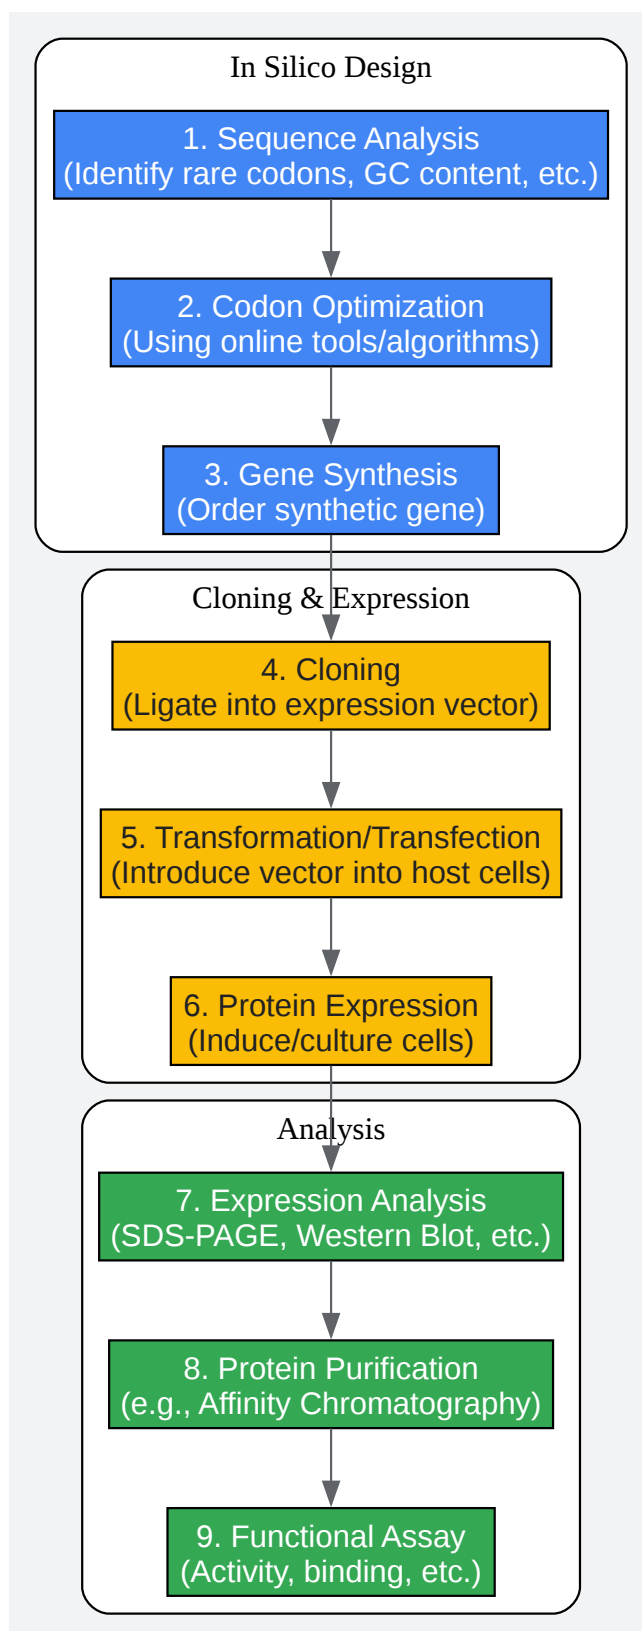 In Silico Design
1. Sequence Analysis
(Identify rare codons, GC content, etc.)
2. Codon Optimization
(Using online tools/algorithms)
3. Gene Synthesis
(Order synthetic gene)
Cloning & Expression
4. Cloning
(Ligate into expression vector)
5. Transformation/Transfection
(Introduce vector into host cells)
6. Protein Expression
(Induce/culture cells)
Analysis
7. Expression Analysis
(SDS-PAGE, Western Blot, etc.)
8. Protein Purification
(e.g., Affinity Chromatography)
9. Functional Assay
(Activity, binding, etc.)